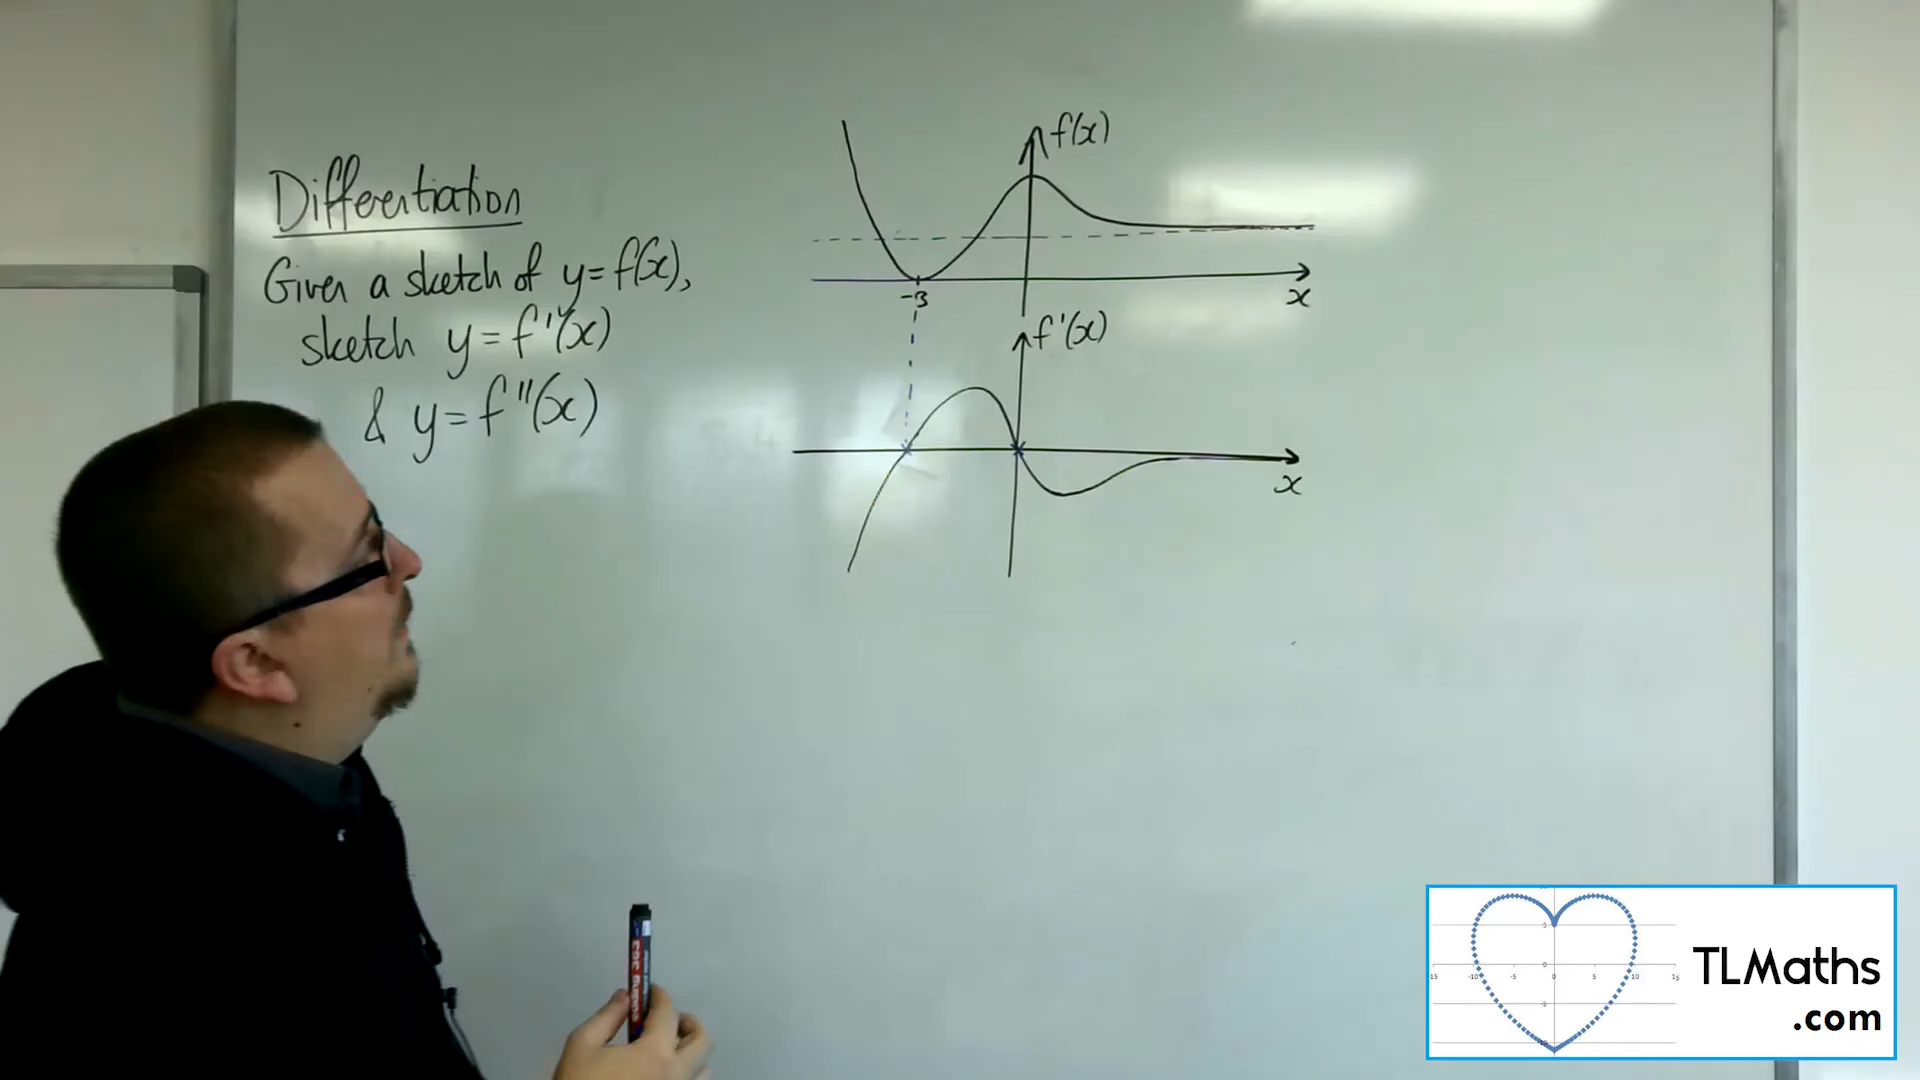 Differentiation
Given a sketch of y=f(x),
sketch y=f'(x)
& y=f''(x)
f(x)
-3
x
f'(x)
x
TLMaths
.com